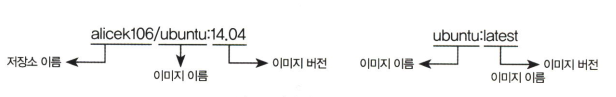 alicek106/ubuntu:14.04
저장소 이름
이미지 이름
이미지 버전
ubuntu:latest
이미지 이름
이미지 버전
이미지 이름